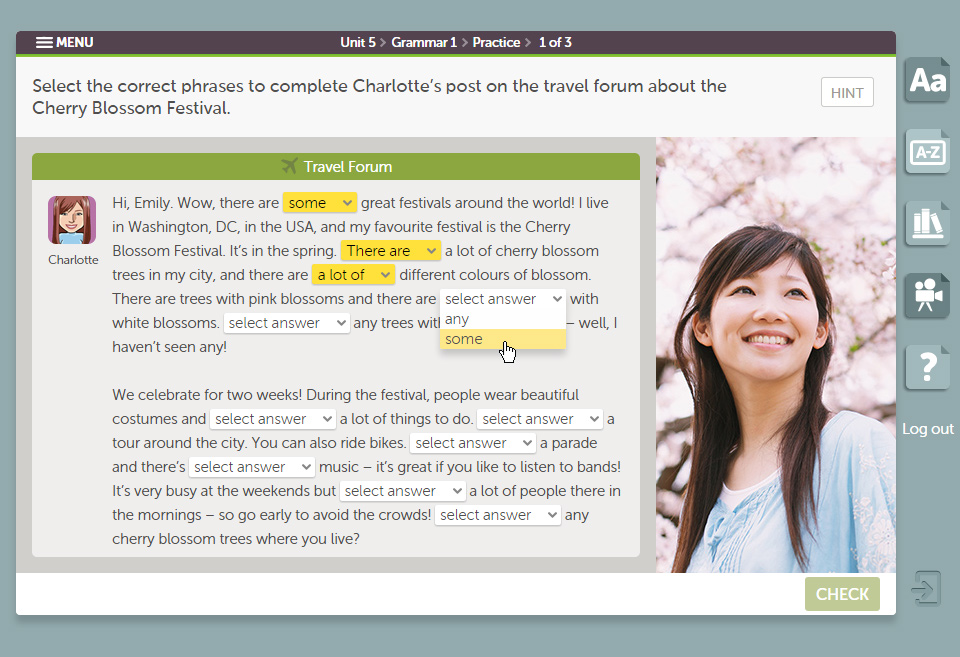 MENU
Unit 5 > Grammar 1 > Practice > 1 of 3
Select the correct phrases to complete Charlotte's post on the travel forum about the
Cherry Blossom Festival.
HINT
Aa
A-Z
?
Log out
Travel Forum
Charlotte
Hi, Emily. Wow, there are some great festivals around the world! I live
in Washington, DC, in the USA, and my favourite festival is the Cherry
Blossom Festival. It's in the spring. There are a lot of cherry blossom
trees in my city, and there are a lot of different colours of blossom.
There are trees with pink blossoms and there are select answer with
any
some
white blossoms. select answer any trees with – well, I
haven't seen any!
We celebrate for two weeks! During the festival, people wear beautiful
costumes and select answer a lot of things to do. select answer a
tour around the city. You can also ride bikes. select answer a parade
and there's select answer music – it's great if you like to listen to bands!
It's very busy at the weekends but select answer a lot of people there in
the mornings – so go early to avoid the crowds! select answer any
cherry blossom trees where you live?
CHECK